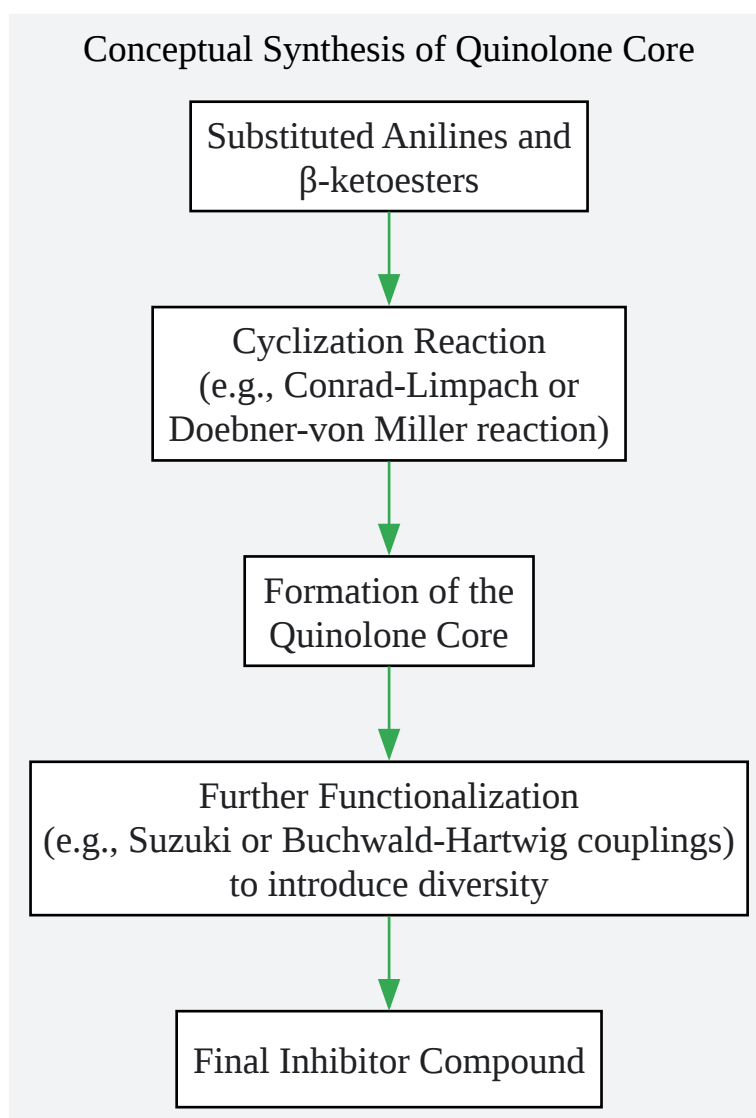 Conceptual Synthesis of Quinolone Core
Substituted Anilines and
β-ketoesters
Cyclization Reaction
(e.g., Conrad-Limpach or
Doebner-von Miller reaction)
Formation of the
Quinolone Core
Further Functionalization
(e.g., Suzuki or Buchwald-Hartwig couplings)
to introduce diversity
Final Inhibitor Compound